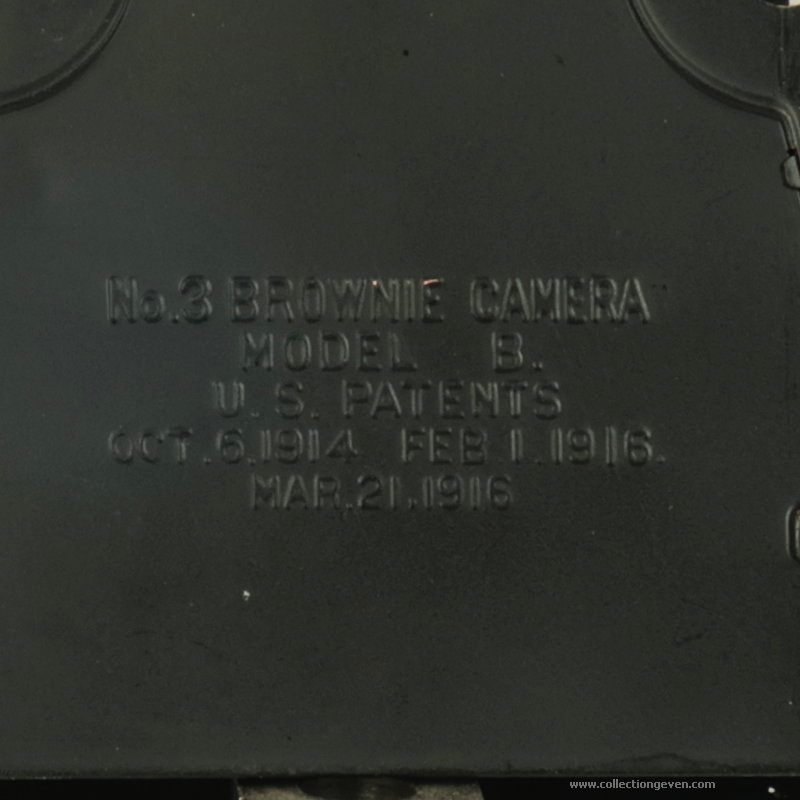 No.3 BROWNIE CAMERA
MODEL B.
U.S. PATENTS
OCT.6.1914 FEB 1.1916.
MAR.21.1916
www.collectiongeven.com